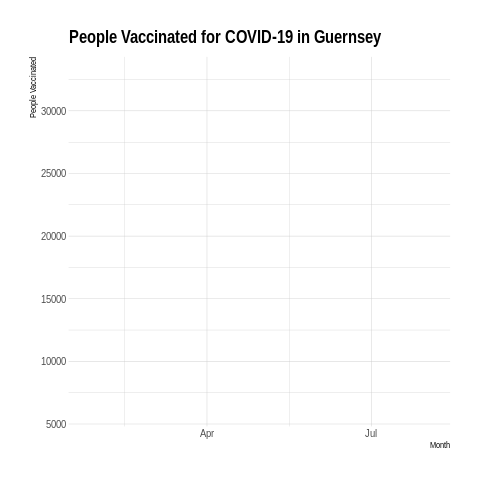 People Vaccinated for COVID-19 in Guernsey
People Vaccinated
30000
25000
20000
15000
10000
5000
Apr Jul
Month